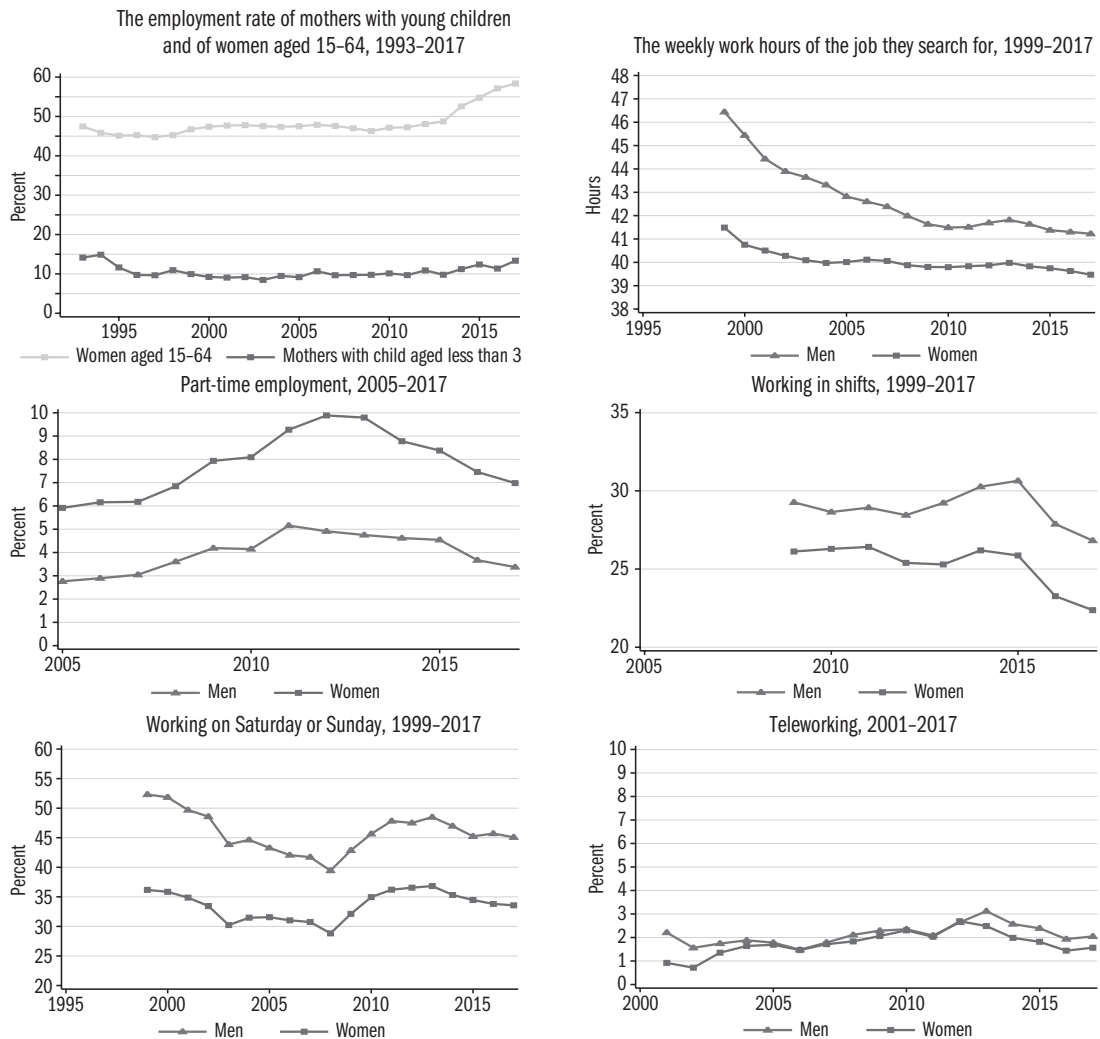 The employment rate of mothers with young children
and of women aged 15–64, 1993–2017
60
50
40
30
20
10
0
Percent
1995 2000 2005 2010 2015
Women aged 15–64 Mothers with child aged less than 3
The weekly work hours of the job they search for, 1999–2017
48
47
46
45
44
43
42
41
40
39
38
Hours
1995 2000 2005 2010 2015
Men Women
Part-time employment, 2005–2017
10
9
8
7
6
5
4
3
2
1
0
Percent
2005 2010 2015
Men Women
Working in shifts, 1999–2017
35
30
25
20
Percent
2005 2010 2015
Men Women
Working on Saturday or Sunday, 1999–2017
60
55
50
45
40
35
30
25
20
Percent
1995 2000 2005 2010 2015
Men Women
Teleworking, 2001–2017
10
9
8
7
6
5
4
3
2
1
0
Percent
2000 2005 2010 2015
Men Women